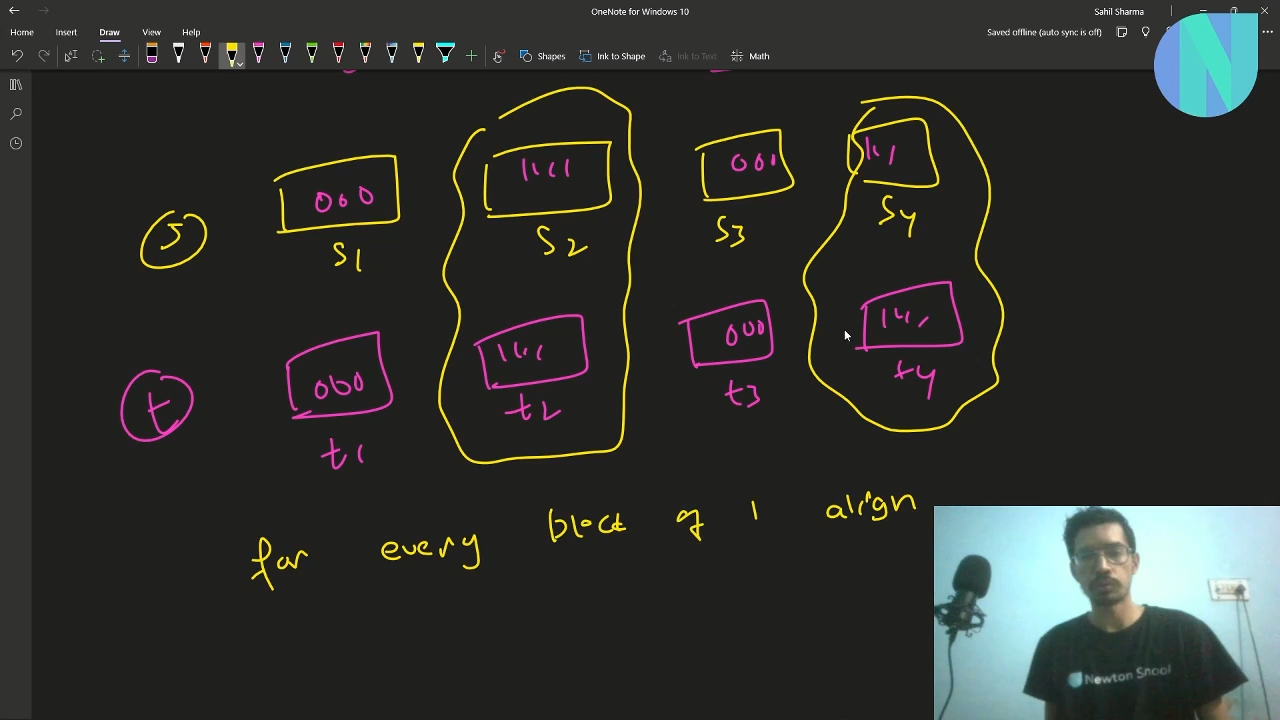 OneNote for Windows 10
Sahil Sharma
Home Insert Draw View Help
Saved offline (auto sync is off)
Shapes Ink to Shape Ink to Text Math
S 000 1111 000 111
S1 S2 S3 S4
t 000 111 000 111
t1 t2 t3 t4
for every block of 1 align
Newton School